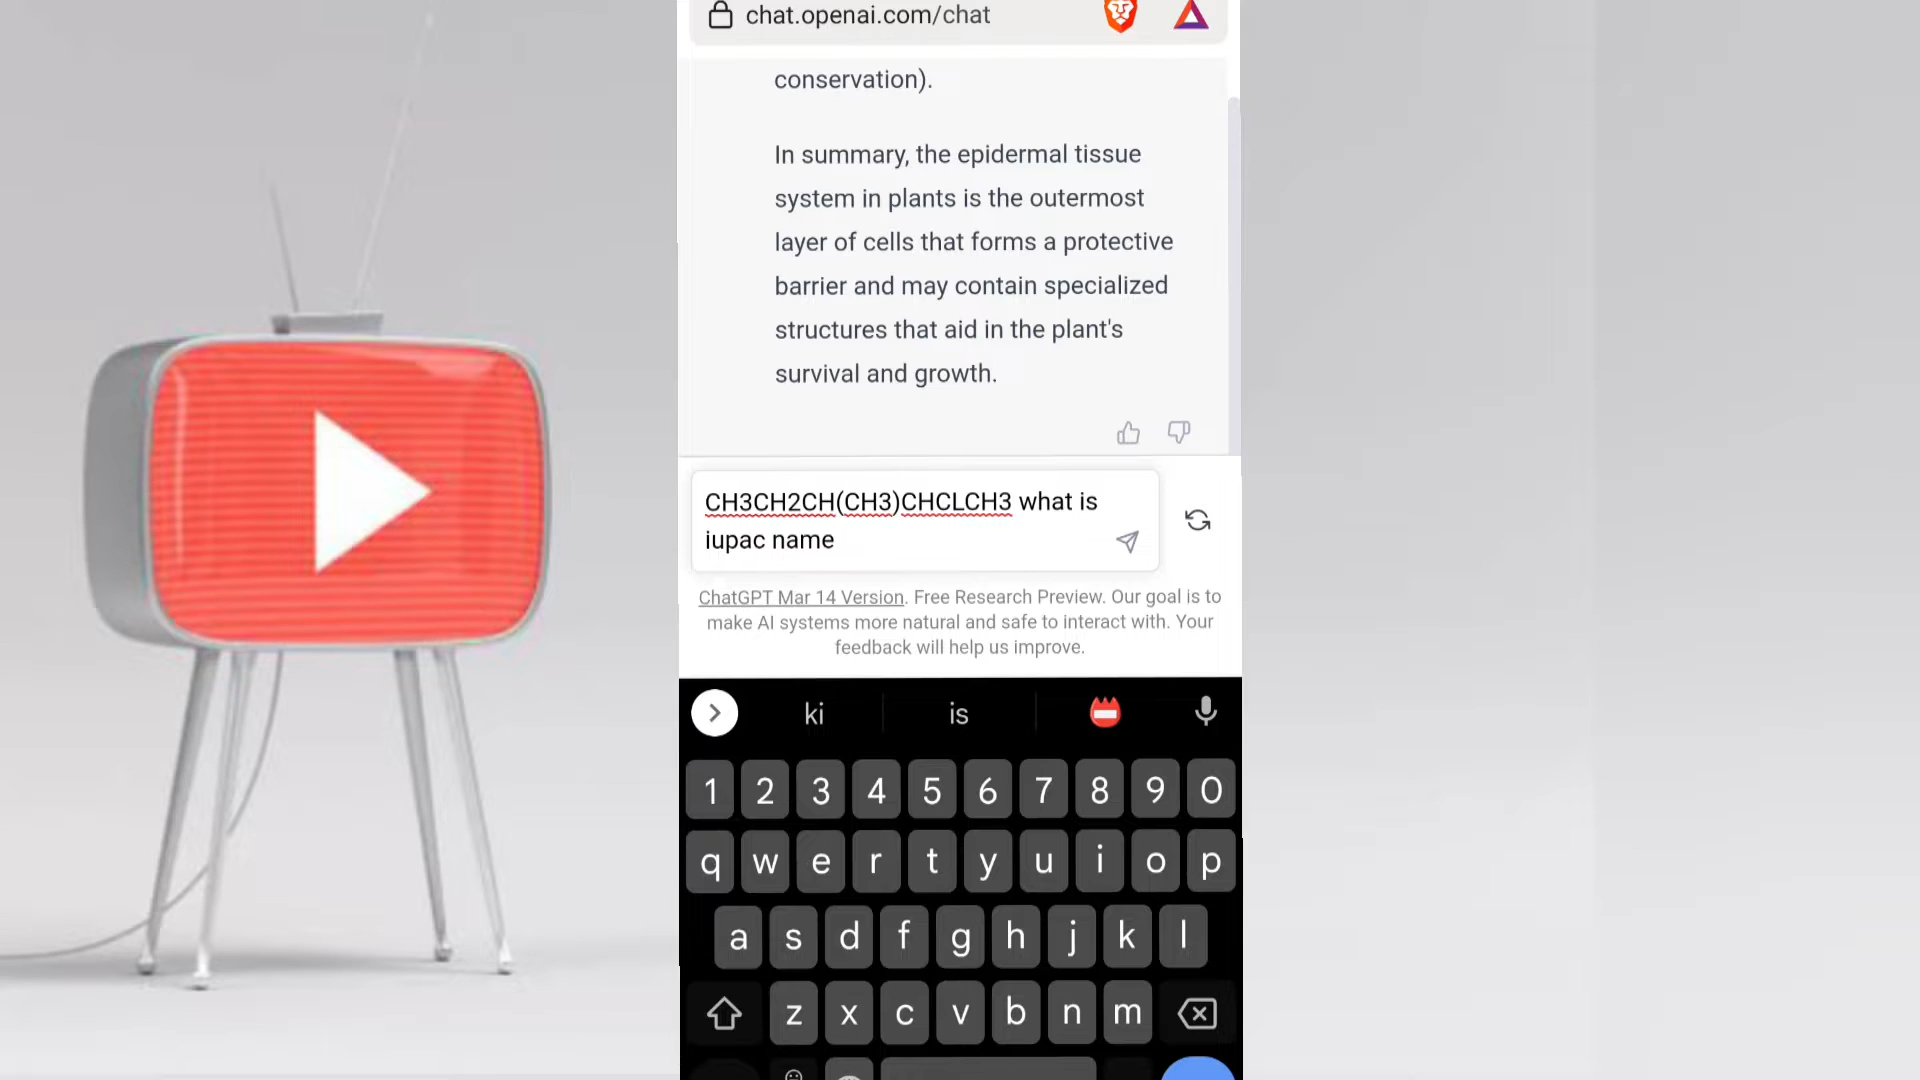 chat.openai.com/chat
conservation).
In summary, the epidermal tissue
system in plants is the outermost
layer of cells that forms a protective
barrier and may contain specialized
structures that aid in the plant's
survival and growth.
CH3CH2CH(CH3)CHCLCH3 what is
iupac name
ChatGPT Mar 14 Version. Free Research Preview. Our goal is to
make AI systems more natural and safe to interact with. Your
feedback will help us improve.
ki is
1 2 3 4 5 6 7 8 9 0
q w e r t y u i o p
a s d f g h j k l
z x c v b n m